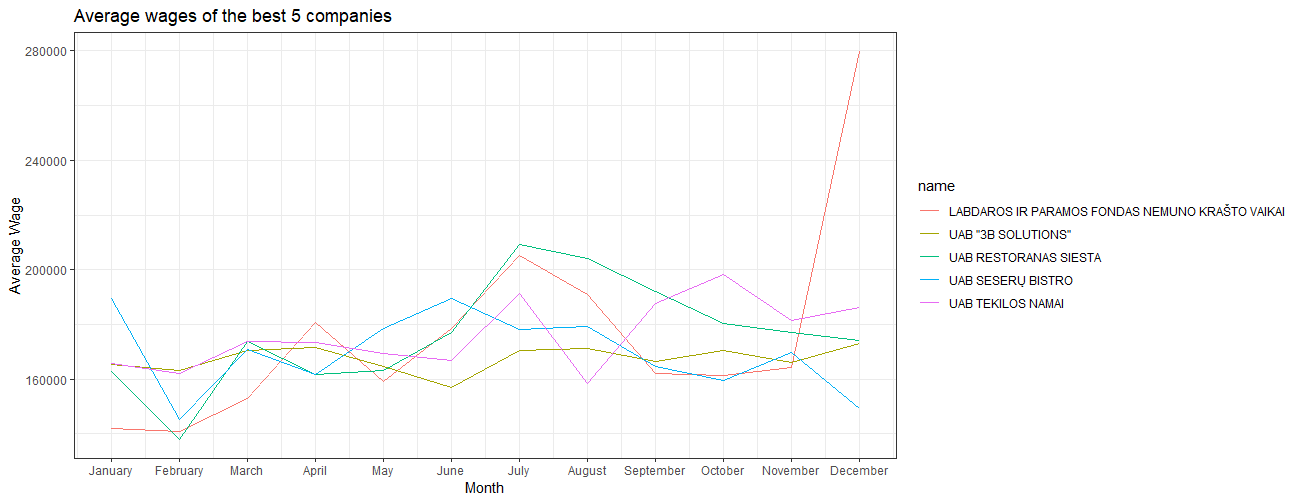 Average wages of the best 5 companies
280000
240000
200000
160000
Average Wage
January February March April May June July August September October November December
Month
name
LABDAROS IR PARAMOS FONDAS NEMUNO KRAŠTO VAIKAI
UAB "3B SOLUTIONS"
UAB RESTORANAS SIESTA
UAB SESERŲ BISTRO
UAB TEKILOS NAMAI